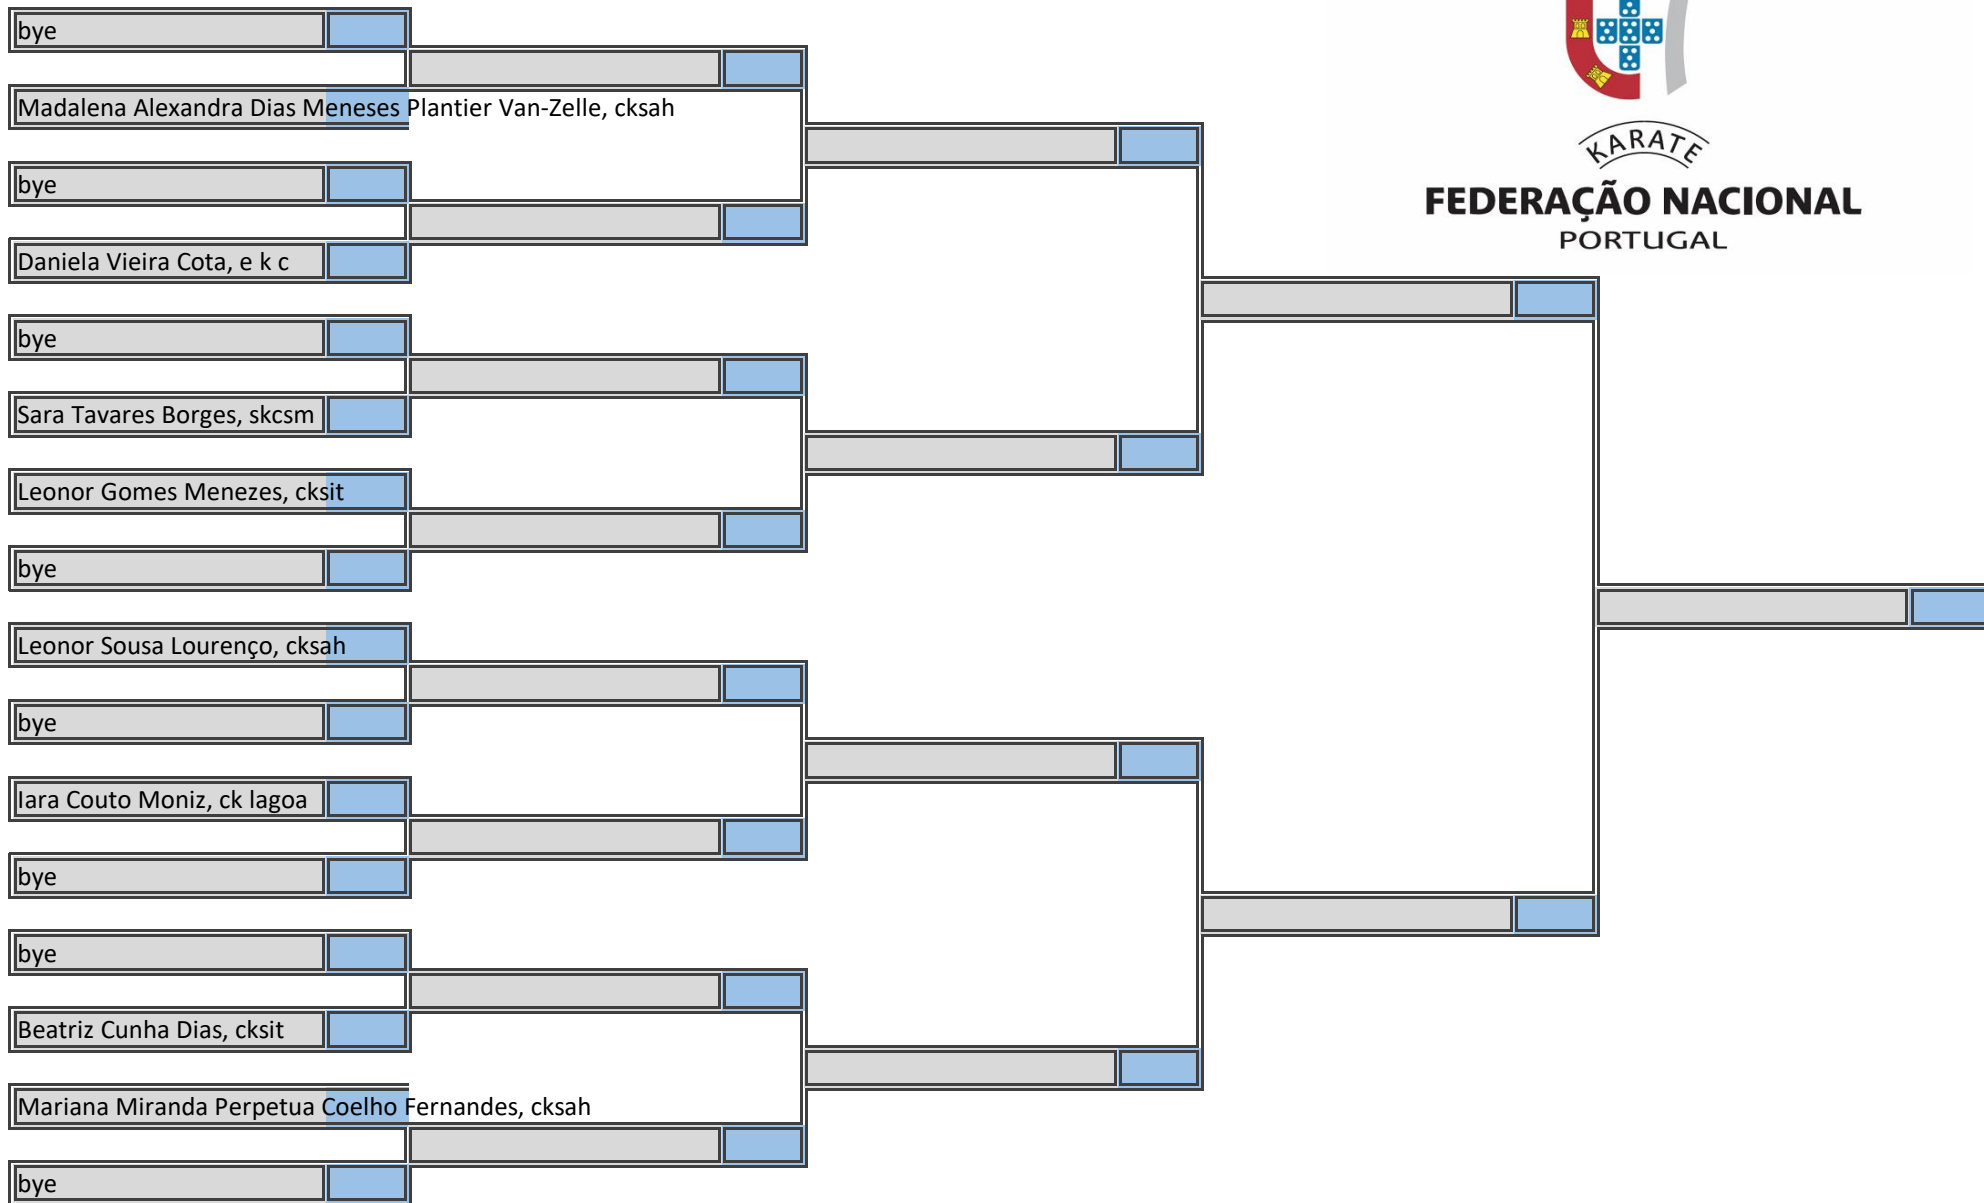 bye
Madalena Alexandra Dias Meneses Plantier Van-Zelle, cksah
bye
Daniela Vieira Cota, e k c
bye
Sara Tavares Borges, skcsm
Leonor Gomes Menezes, cksit
bye
Leonor Sousa Lourenço, cksah
bye
Iara Couto Moniz, ck lagoa
bye
bye
Beatriz Cunha Dias, cksit
Mariana Miranda Perpetua Coelho Fernandes, cksah
bye
KARATE
FEDERAÇÃO NACIONAL
PORTUGAL